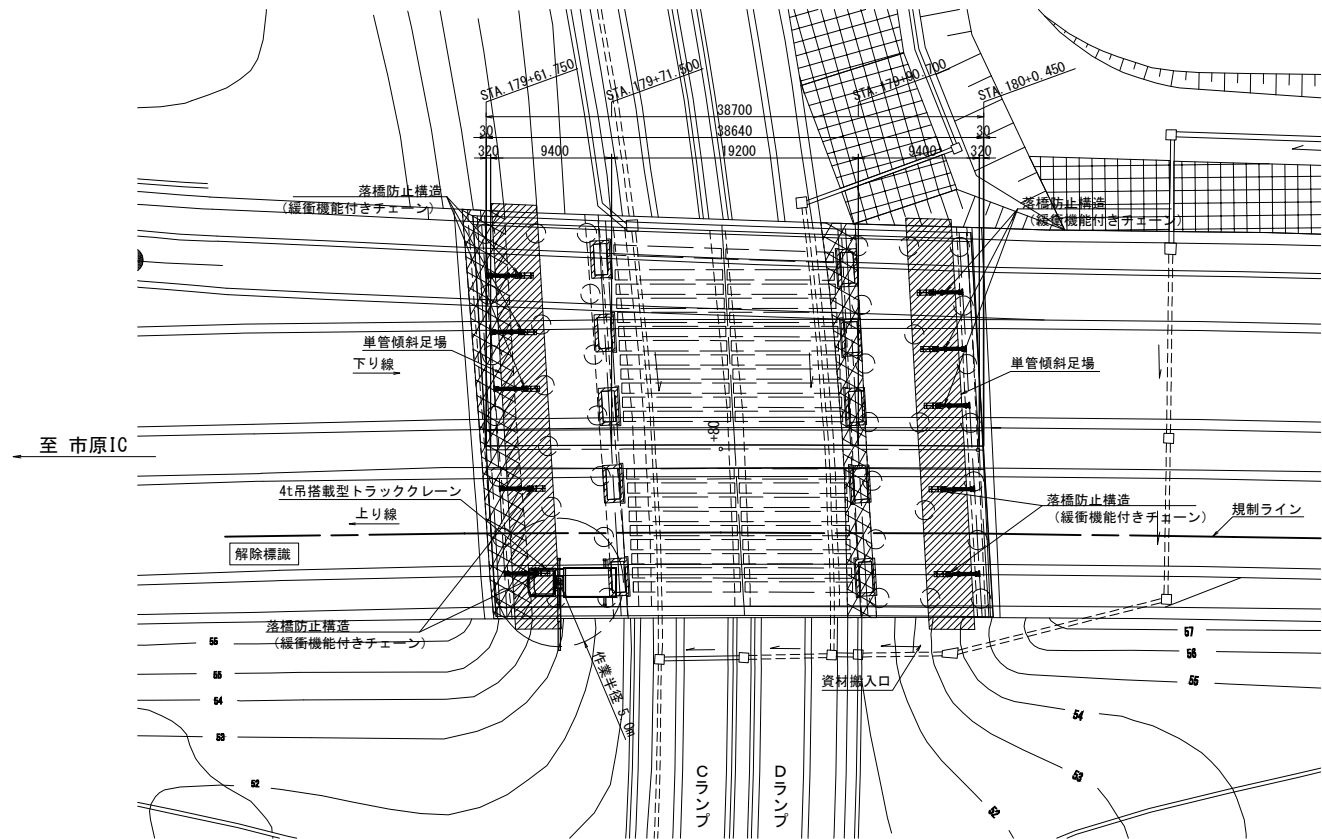 STA.179+61.750
STA.179+71.500
STA.179+90.700
STA.180+0.450
38700
30
38640
30
320
9400
19200
9400
320
落橋防止構造
(緩衝機能付きチェーン)
落橋防止構造
(緩衝機能付きチェーン)
単管傾斜足場
下り線
単管傾斜足場
+80
至 市原IC
4t吊搭載型トラッククレーン
上り線
落橋防止構造
(緩衝機能付きチェーン)
規制ライン
解除標識
落橋防止構造
(緩衝機能付きチェーン)
作業半径 5.0m
資材搬入口
55
55
54
53
52
57
56
55
54
53
52
Cランプ
Dランプ